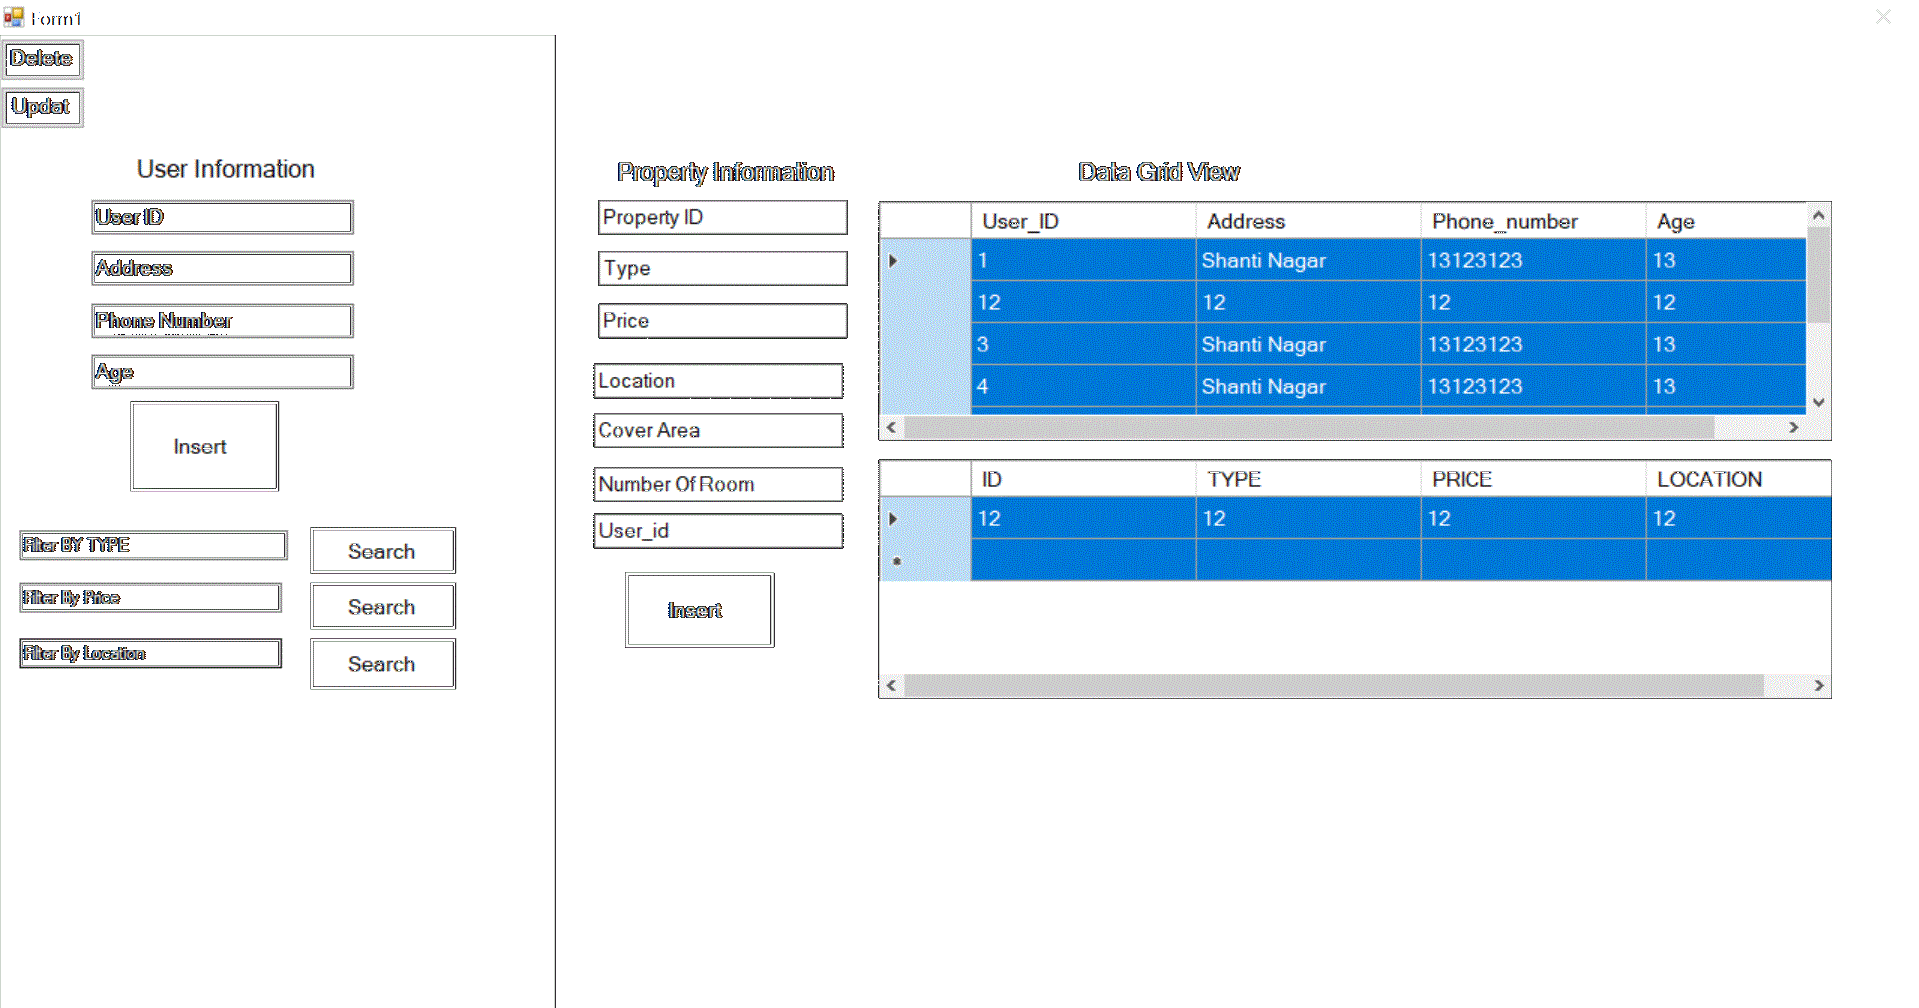 Form1
Delete
Updat
User Information
User ID
Address
Phone Number
Age
Insert
Filter BY TYPE
Search
Filter By Price
Search
Filter By Location
Search
Property Information
Property ID
Type
Price
Location
Cover Area
Number Of Room
User_id
Insert
Data Grid View
User_ID Address Phone_number Age
1 Shanti Nagar 13123123 13
12 12 12 12
3 Shanti Nagar 13123123 13
4 Shanti Nagar 13123123 13
ID TYPE PRICE LOCATION
12 12 12 12